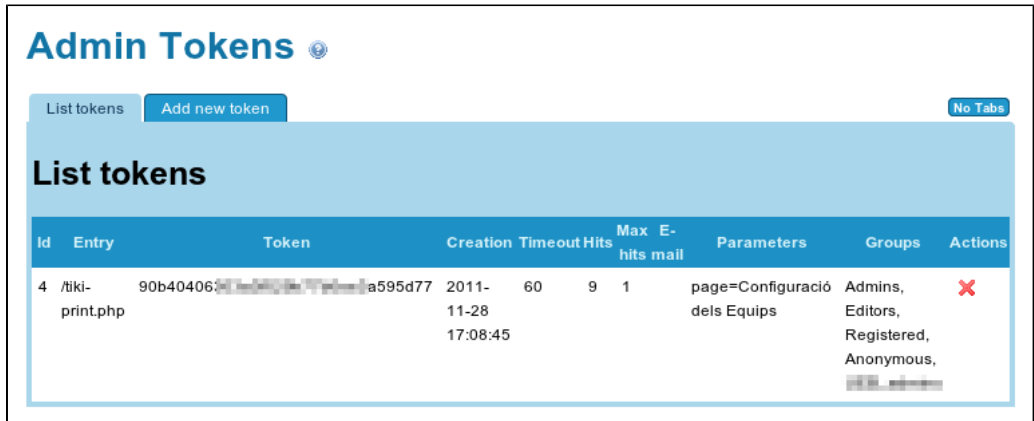 Admin Tokens
List tokens Add new token No Tabs
List tokens
Id Entry Token Creation Timeout Hits Max hits E-mail Parameters Groups Actions
4 /tiki- 2011- 60 9 1 page=Configuració Admins,
print.php 11-28 dels Equips Editors,
17:08:45 Registered,
Anonymous,